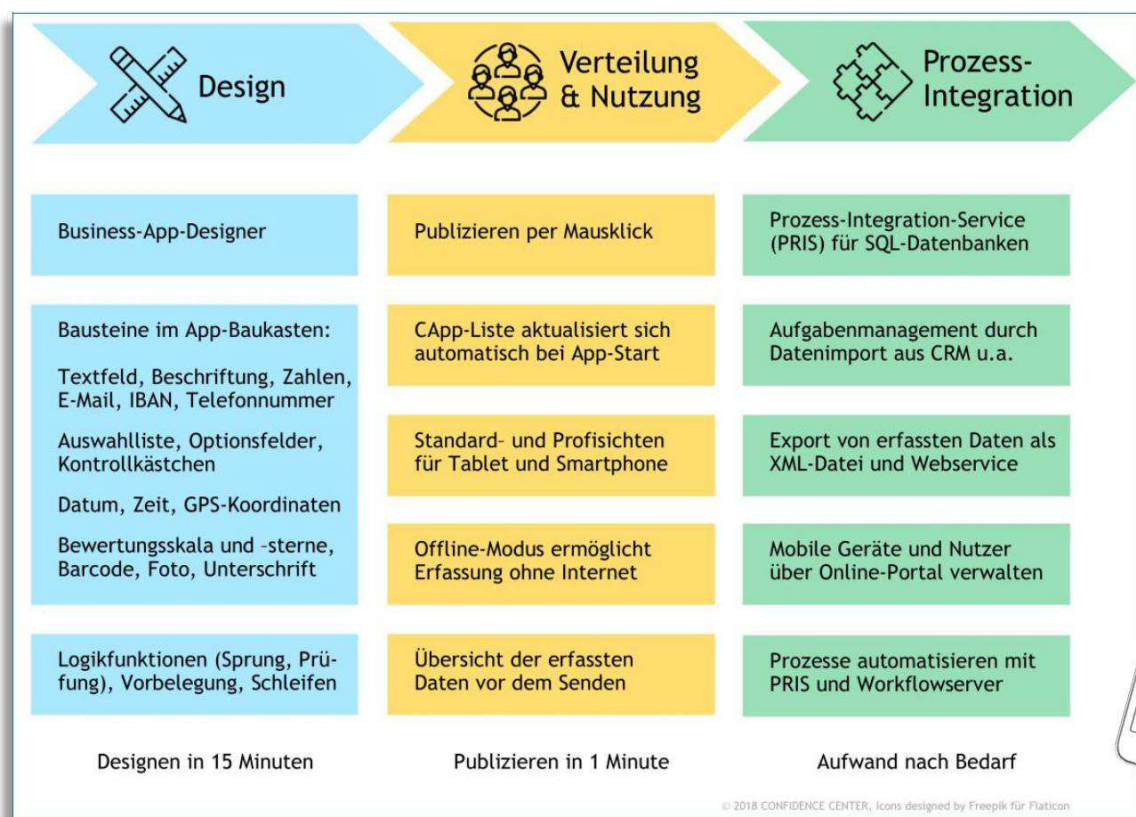 Design
Verteilung
& Nutzung
Prozess-
Integration
Business-App-Designer
Bausteine im App-Baukasten:
Textfeld, Beschriftung, Zahlen,
E-Mail, IBAN, Telefonnummer
Auswahlliste, Optionsfelder,
Kontrollkästchen
Datum, Zeit, GPS-Koordinaten
Bewertungsskala und -sterne,
Barcode, Foto, Unterschrift
Logikfunktionen (Sprung, Prü-
fung), Vorbelegung, Schleifen
Designen in 15 Minuten
Publizieren per Mausklick
CApp-Liste aktualisiert sich
automatisch bei App-Start
Standard- und Profisichten
für Tablet und Smartphone
Offline-Modus ermöglicht
Erfassung ohne Internet
Übersicht der erfassten
Daten vor dem Senden
Publizieren in 1 Minute
Prozess-Integration-Service
(PRIS) für SQL-Datenbanken
Aufgabenmanagement durch
Datenimport aus CRM u.a.
Export von erfassten Daten als
XML-Datei und Webservice
Mobile Geräte und Nutzer
über Online-Portal verwalten
Prozesse automatisieren mit
PRIS und Workflowserver
Aufwand nach Bedarf
© 2018 CONFIDENCE CENTER, Icons designed by Freepik für Flaticon